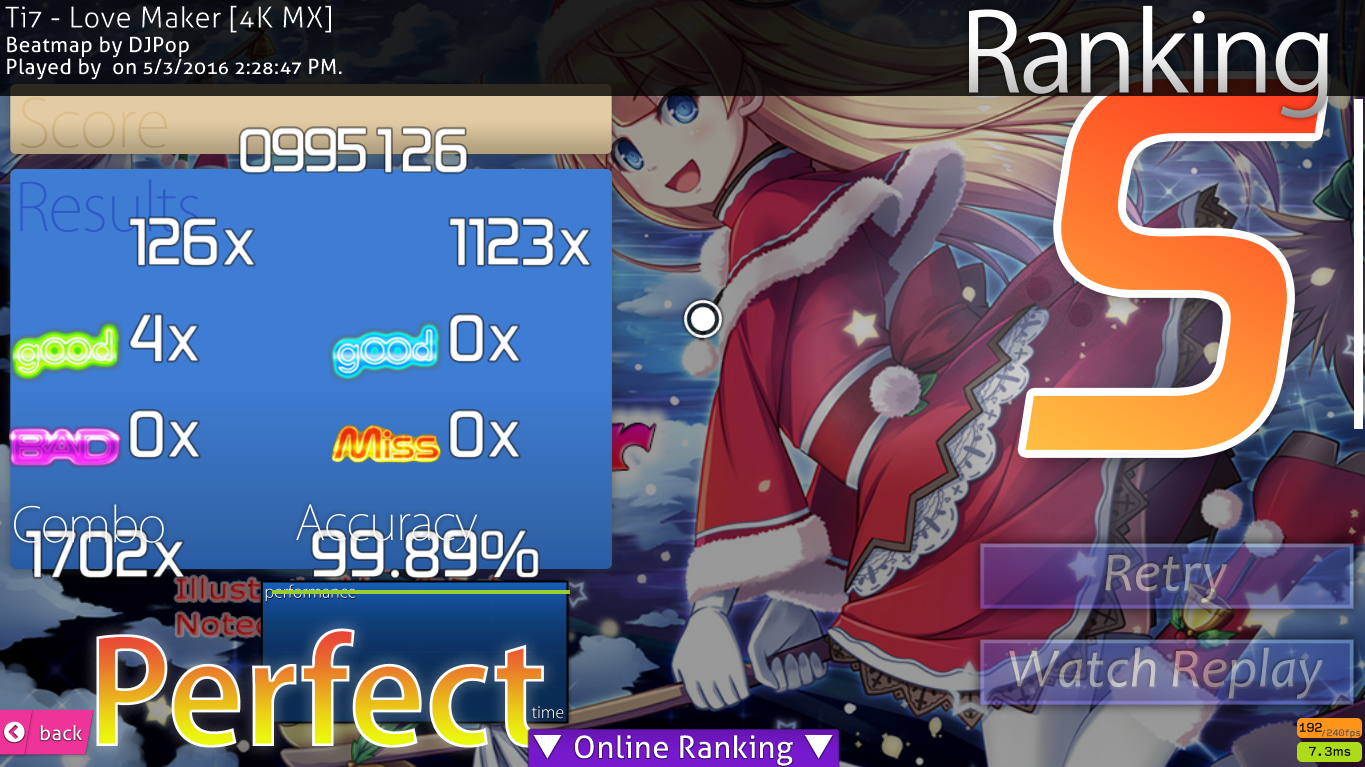 Ti7 - Love Maker [4K MX]
Beatmap by DJPop
Played by  on 5/3/2016 2:28:47 PM.
Ranking
Score
0995126
S
Results
126x 1123x
good 4x good 0x
BAD 0x Miss 0x
Combo Accuracy
1702x 99.89%
Illust
Note
performance
Perfect
time
Retry
Watch Replay
back
▼ Online Ranking ▼
192/240fps
7.3ms